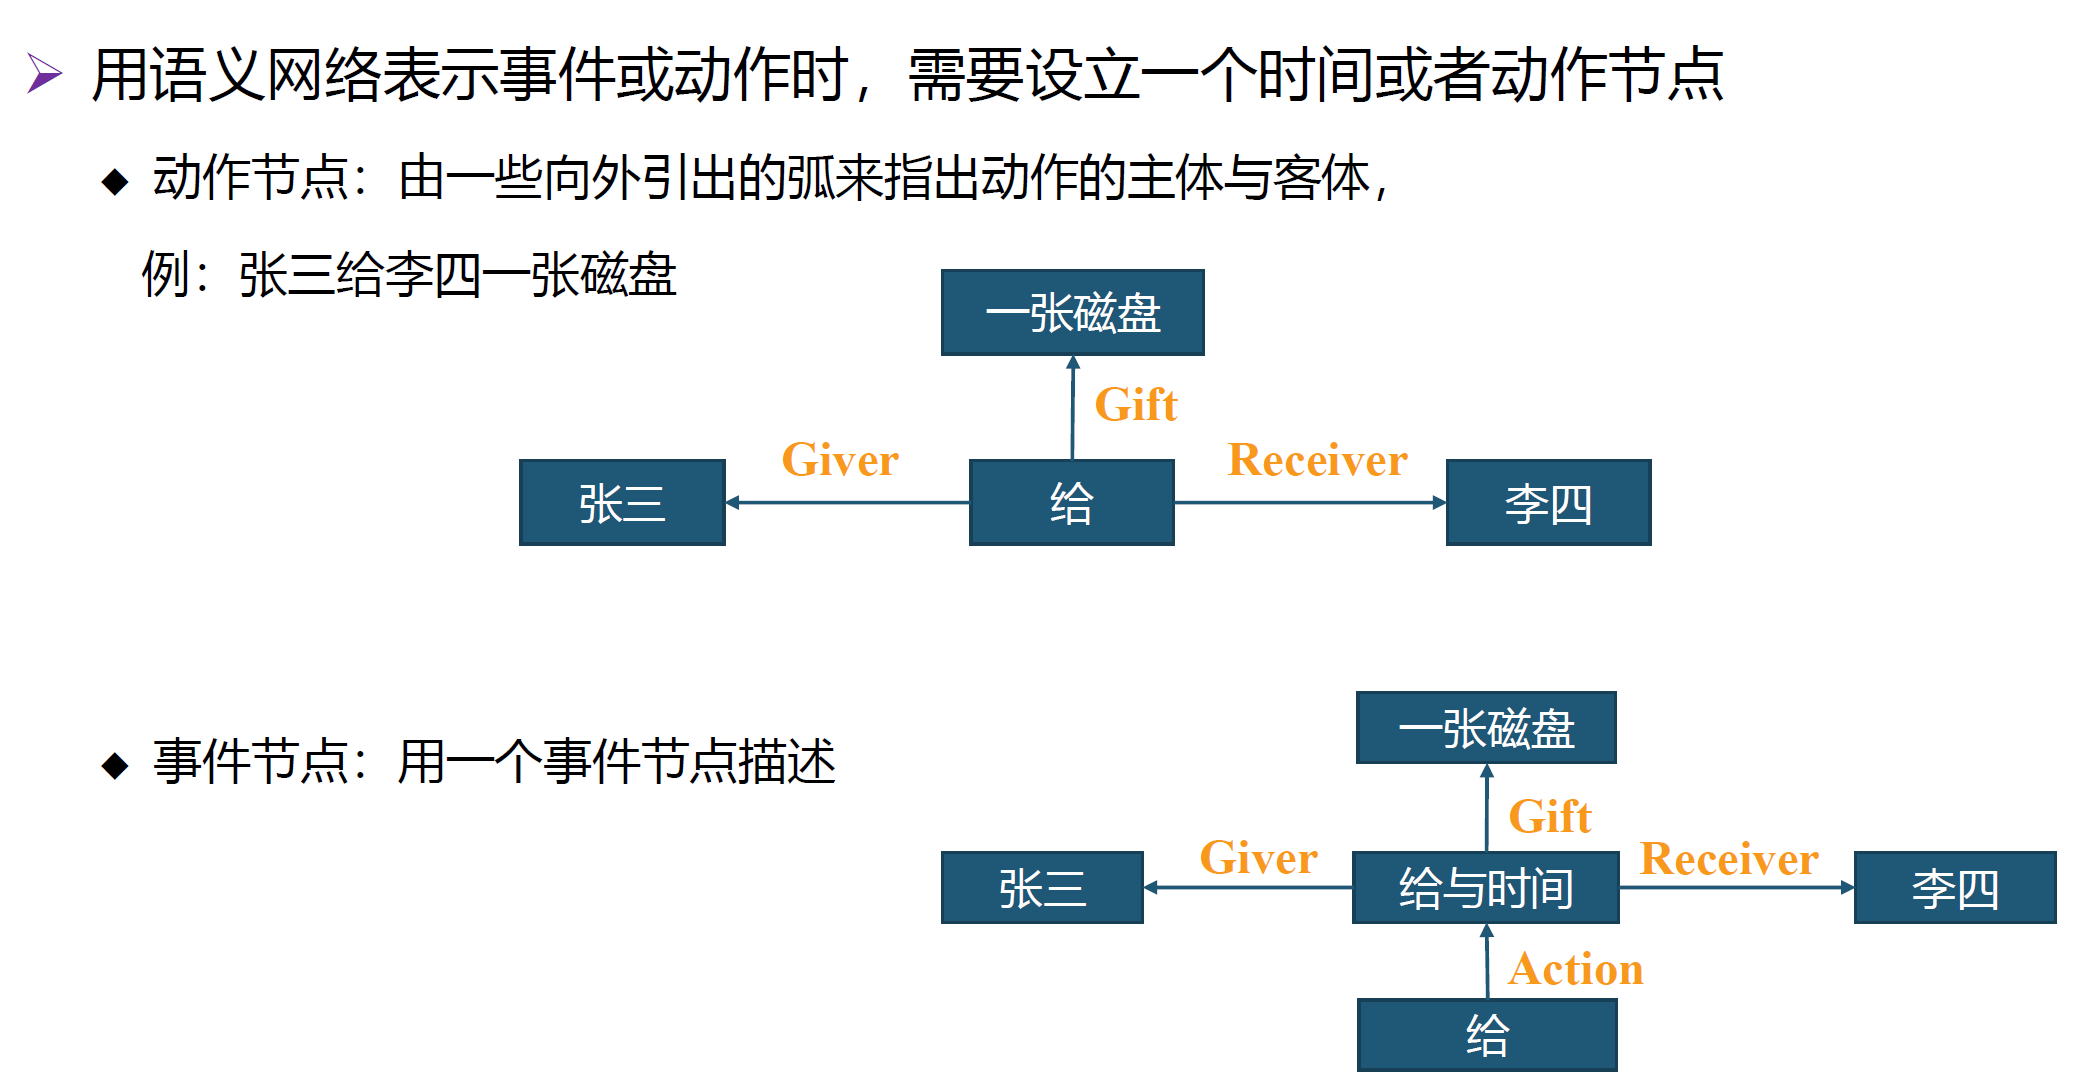 用语义网络表示事件或动作时，需要设立一个时间或者动作节点
动作节点：由一些向外引出的弧来指出动作的主体与客体，
例：张三给李四一张磁盘
一张磁盘
Gift
Giver
Receiver
张三
给
李四
事件节点：用一个事件节点描述
一张磁盘
Gift
Giver
Receiver
张三
给与时间
李四
Action
给